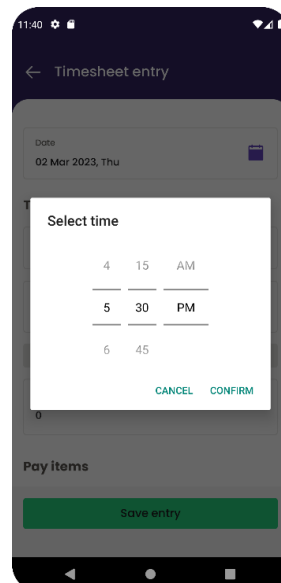 11:40
Timesheet entry
Date
02 Mar 2023, Thu
T
Select time
4 15 AM
5 30 PM
6 45
CANCEL CONFIRM
0
Pay items
Save entry